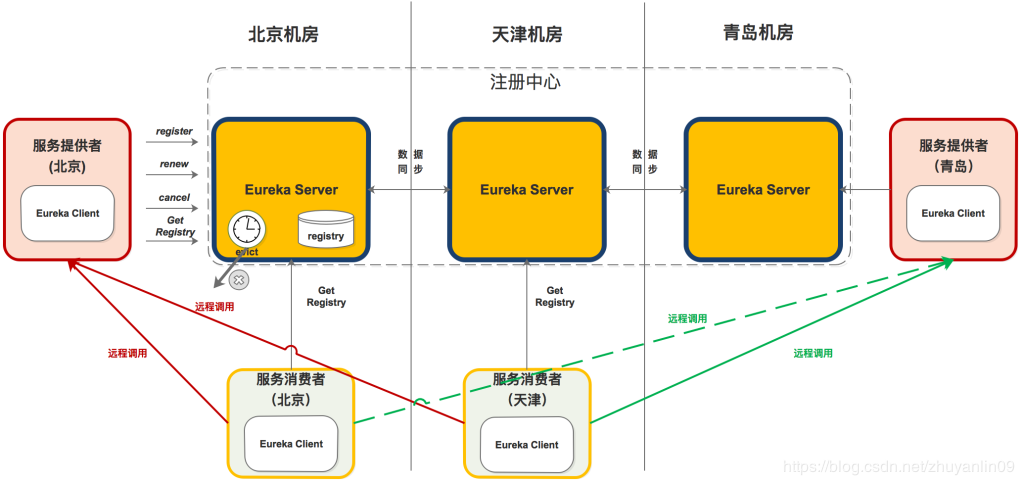 北京机房
天津机房
青岛机房
注册中心
服务提供者
(北京)
Eureka Client
register
renew
cancel
Get
Registry
Eureka Server
evict
registry
数 据
同 步
Eureka Server
数 据
同 步
Eureka Server
服务提供者
（青岛）
Eureka Client
Get
Registry
Get
Registry
远程调用
远程调用
远程调用
远程调用
服务消费者
（北京）
Eureka Client
服务消费者
（天津）
Eureka Client
https://blog.csdn.net/zhuyanlin09